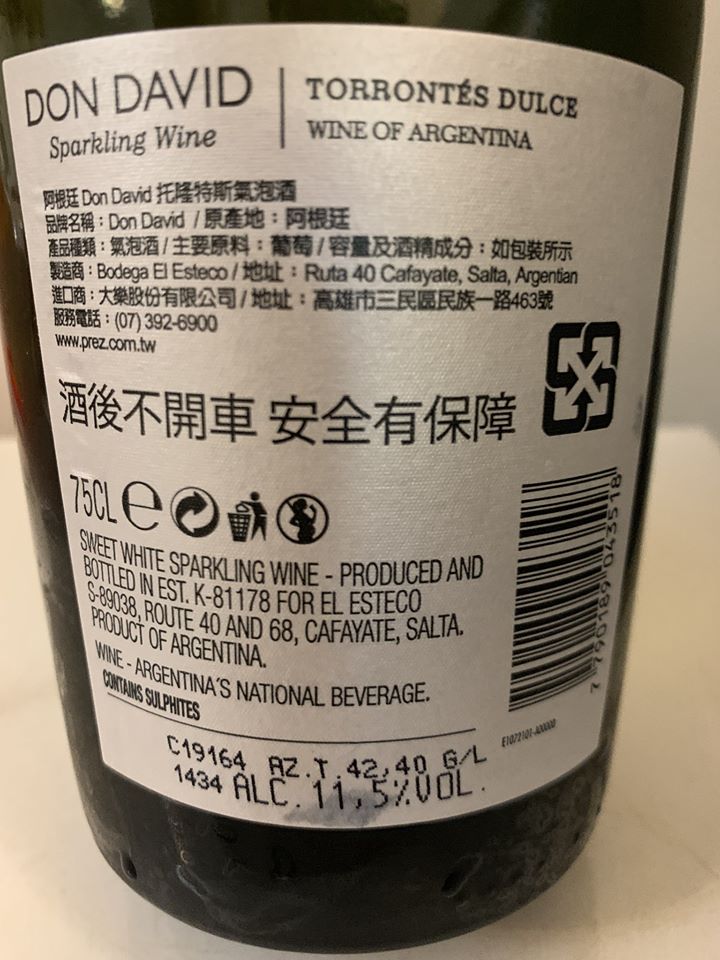 DON DAVID
Sparkling Wine
TORRONTÉS DULCE
WINE OF ARGENTINA
阿根廷 Don David 托隆特斯氣泡酒
品牌名稱：Don David / 原產地：阿根廷
產品種類：氣泡酒 / 主要原料：葡萄 / 容量及酒精成分：如包裝所示
製造商：Bodega El Esteco / 地址：Ruta 40 Cafayate, Salta, Argentian
進口商：大樂股份有限公司 / 地址：高雄市三民區民族一路463號
服務電話：(07) 392-6900
www.prez.com.tw
酒後不開車 安全有保障
75CL e
SWEET WHITE SPARKLING WINE - PRODUCED AND
BOTTLED IN EST. K-81178 FOR EL ESTECO
S-89038, ROUTE 40 AND 68, CAFAYATE, SALTA.
PRODUCT OF ARGENTINA.
WINE - ARGENTINA´S NATIONAL BEVERAGE.
CONTAINS SULPHITES
7 790189 043518
E1072101-A00000
C19164 AZ.T.42,40 G/L
1434 ALC. 11,5%VOL.